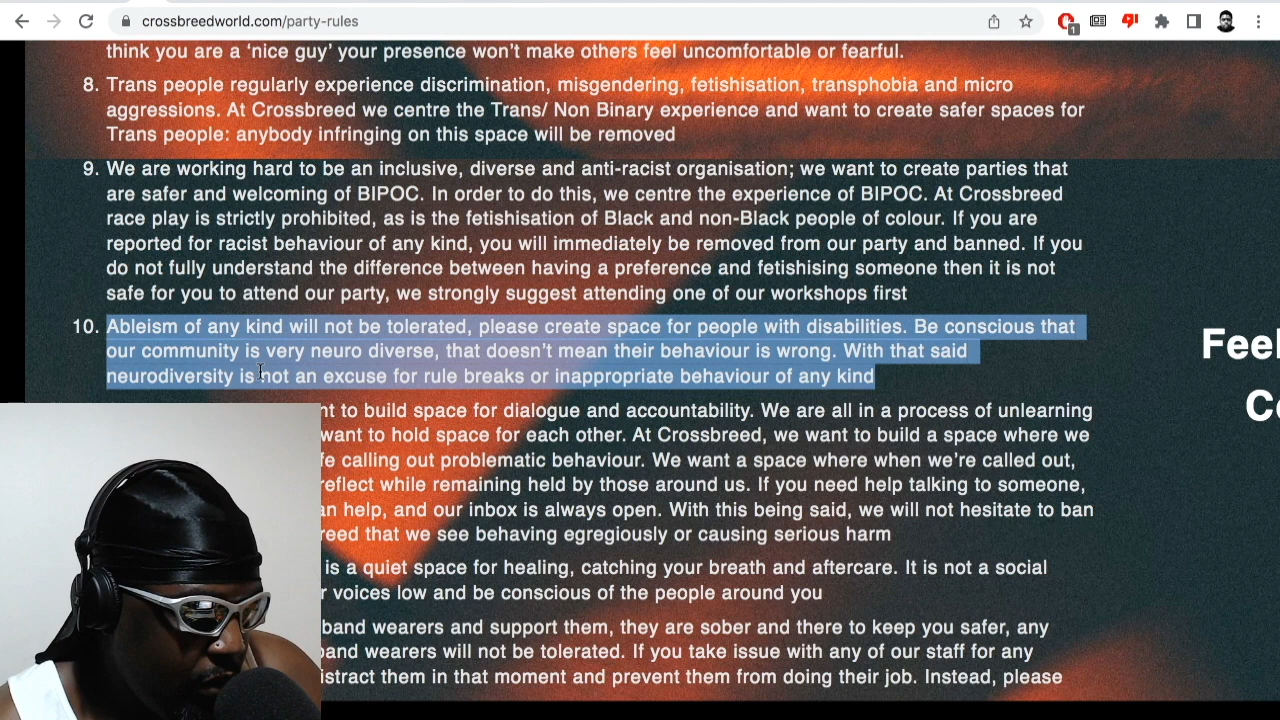 crossbreedworld.com/party-rules
1
think you are a ‘nice guy’ your presence won’t make others feel uncomfortable or fearful.
8. Trans people regularly experience discrimination, misgendering, fetishisation, transphobia and micro
aggressions. At Crossbreed we centre the Trans/ Non Binary experience and want to create safer spaces for
Trans people: anybody infringing on this space will be removed
9. We are working hard to be an inclusive, diverse and anti-racist organisation; we want to create parties that
are safer and welcoming of BIPOC. In order to do this, we centre the experience of BIPOC. At Crossbreed
race play is strictly prohibited, as is the fetishisation of Black and non-Black people of colour. If you are
reported for racist behaviour of any kind, you will immediately be removed from our party and banned. If you
do not fully understand the difference between having a preference and fetishising someone then it is not
safe for you to attend our party, we strongly suggest attending one of our workshops first
10. Ableism of any kind will not be tolerated, please create space for people with disabilities. Be conscious that
our community is very neuro diverse, that doesn’t mean their behaviour is wrong. With that said
neurodiversity is not an excuse for rule breaks or inappropriate behaviour of any kind
to build space for dialogue and accountability. We are all in a process of unlearning
want to hold space for each other. At Crossbreed, we want to build a space where we
calling out problematic behaviour. We want a space where when we’re called out,
reflect while remaining held by those around us. If you need help talking to someone,
help, and our inbox is always open. With this being said, we will not hesitate to ban
that we see behaving egregiously or causing serious harm
is a quiet space for healing, catching your breath and aftercare. It is not a social
voices low and be conscious of the people around you
wearers and support them, they are sober and there to keep you safer, any
wearers will not be tolerated. If you take issue with any of our staff for any
them in that moment and prevent them from doing their job. Instead, please
Feel